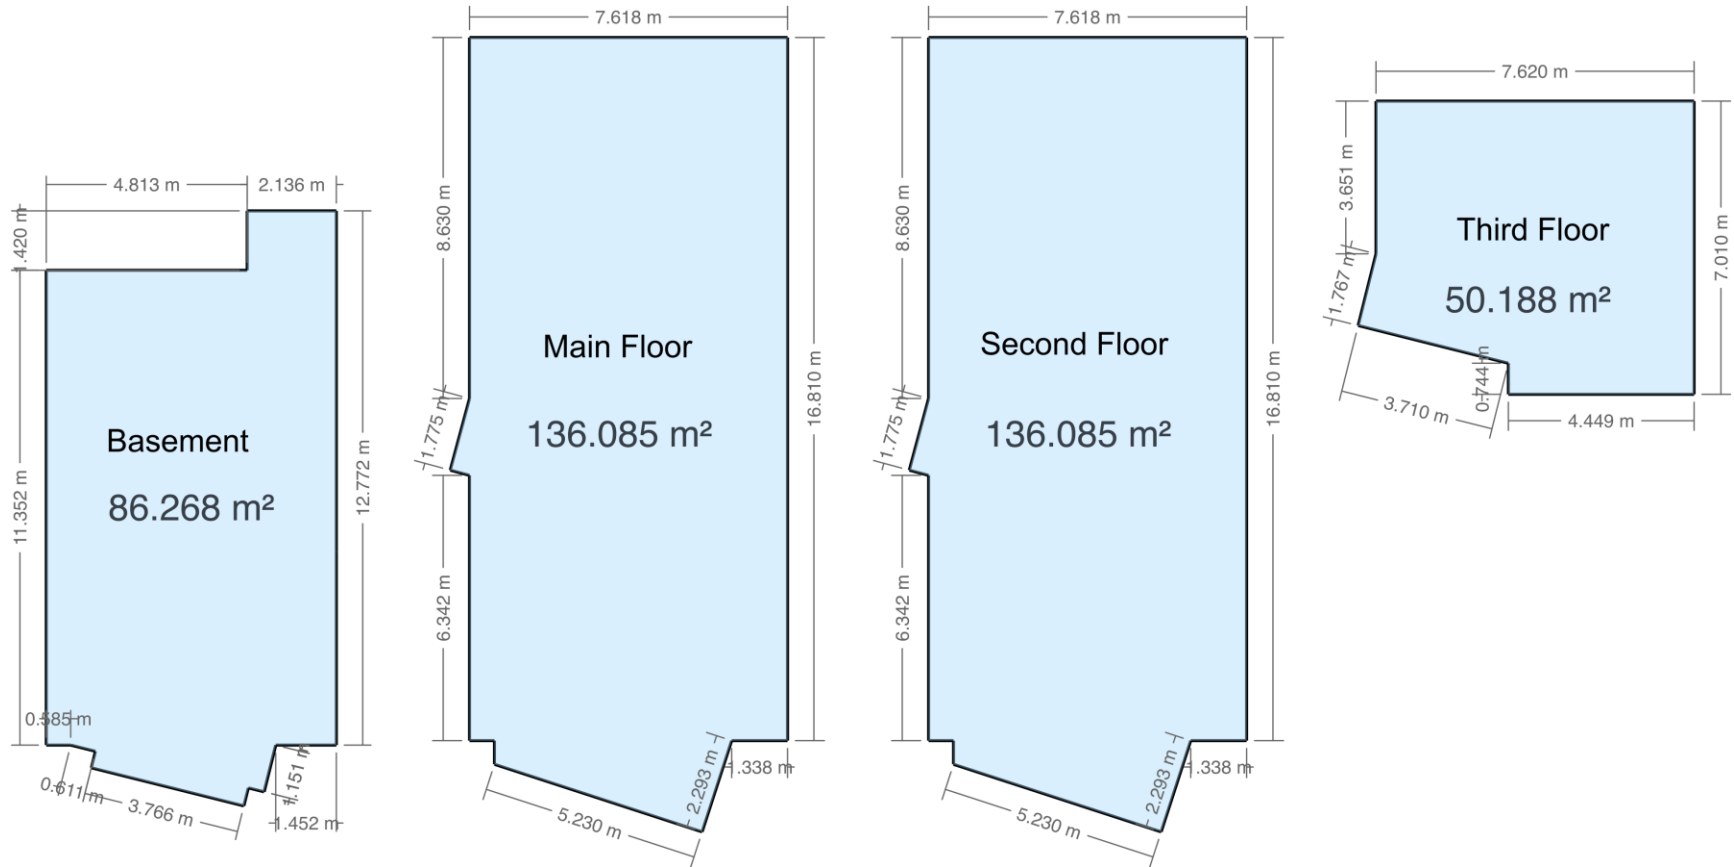 4.813 m
2.136 m
1.420 m
11.352 m
12.772 m
Basement
86.268 m²
0.585 m
0.611 m
3.766 m
1.151 m
1.452 m
7.618 m
8.630 m
1.775 m
6.342 m
16.810 m
Main Floor
136.085 m²
5.230 m
2.293 m
.338 m
7.618 m
8.630 m
1.775 m
6.342 m
16.810 m
Second Floor
136.085 m²
5.230 m
2.293 m
.338 m
7.620 m
3.651 m
1.767 m
7.010 m
Third Floor
50.188 m²
3.710 m
0.744 m
4.449 m